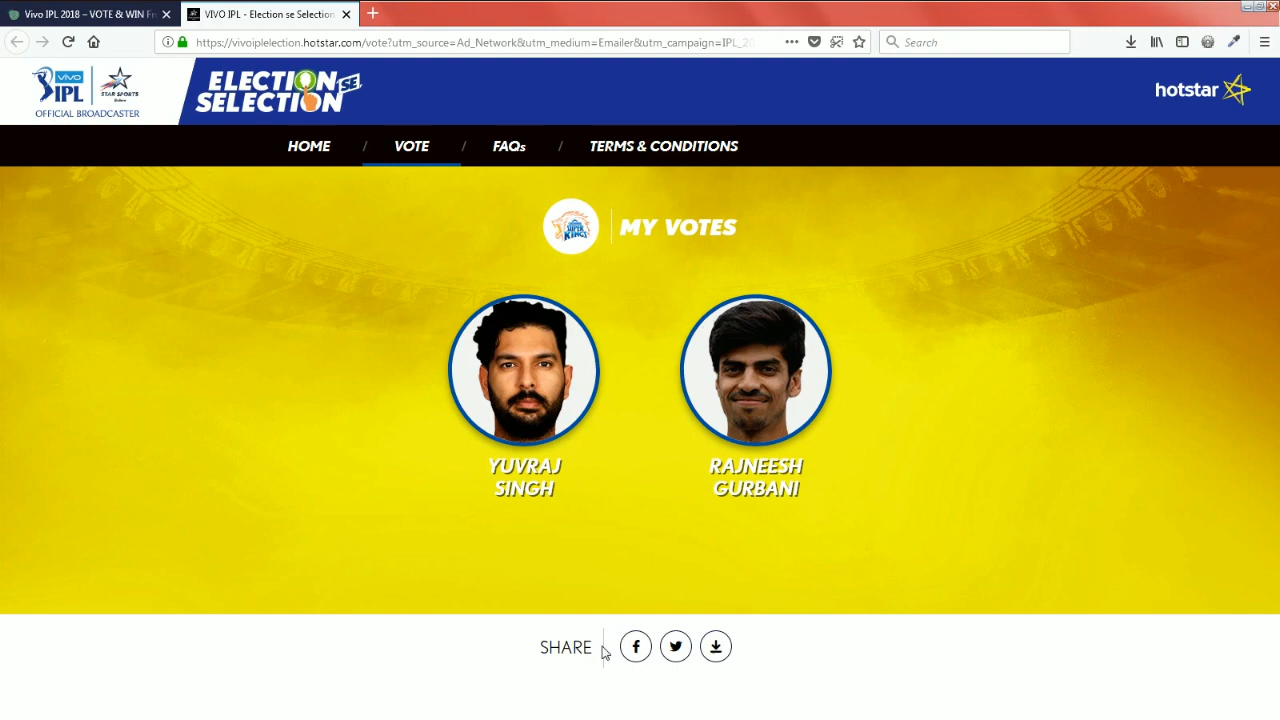 Vivo IPL 2018 – VOTE & WIN Fr
VIVO IPL - Election se Selection
https://vivoiplelection.hotstar.com/vote?utm_source=Ad_Network&utm_medium=Emailer&utm_campaign=IPL_20
Search
vivo
IPL
STAR SPORTS
OFFICIAL BROADCASTER
ELECTION SE
SELECTION
hotstar
HOME / VOTE / FAQs / TERMS & CONDITIONS
SUPER
KINGS
MY VOTES
YUVRAJ
SINGH
RAJNEESH
GURBANI
SHARE